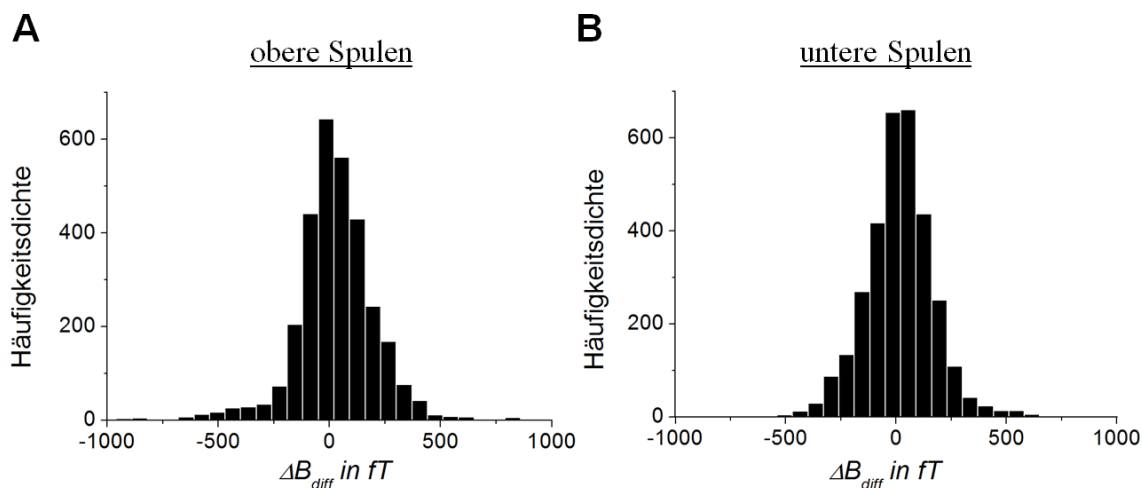 A
obere Spulen
Häufigkeitsdichte
600
400
200
0
-1000
-500
0
500
1000
ΔB_diff in fT
B
untere Spulen
Häufigkeitsdichte
600
400
200
0
-1000
-500
0
500
1000
ΔB_diff in fT